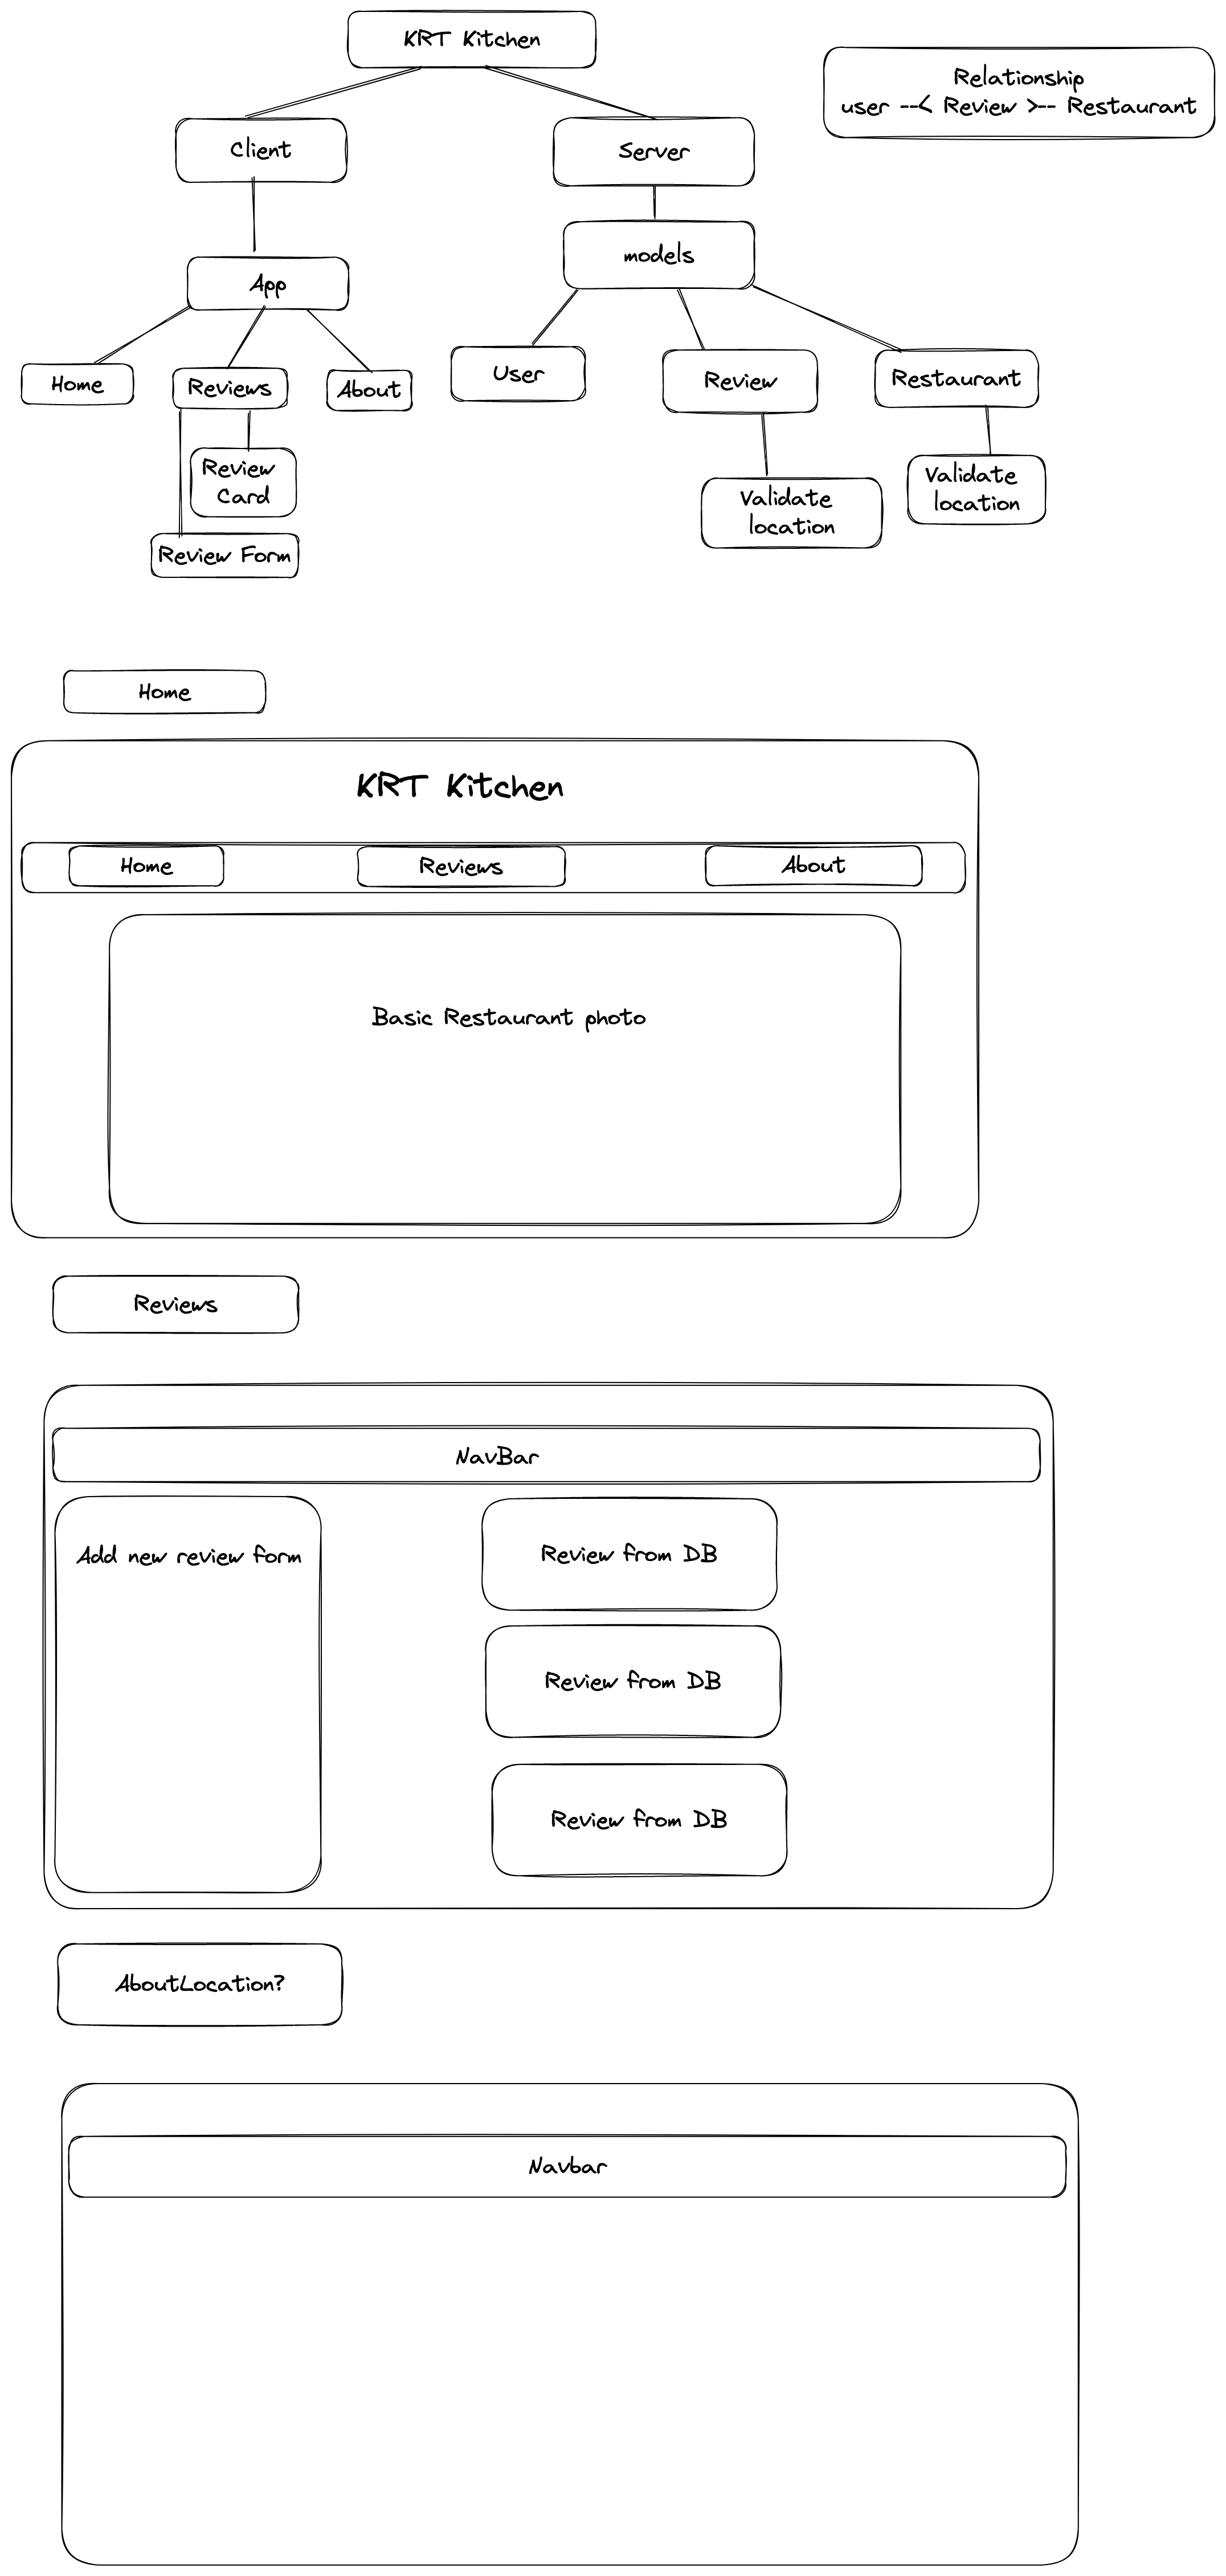 KRT Kitchen
Relationship
user --< Review >-- Restaurant
Client
Server
models
App
Home
Reviews
About
User
Review
Restaurant
Review
Card
Validate
location
Validate
location
Review Form
Home
KRT Kitchen
Home
Reviews
About
Basic Restaurant photo
Reviews
NavBar
Add new review form
Review from DB
Review from DB
Review from DB
AboutLocation?
Navbar